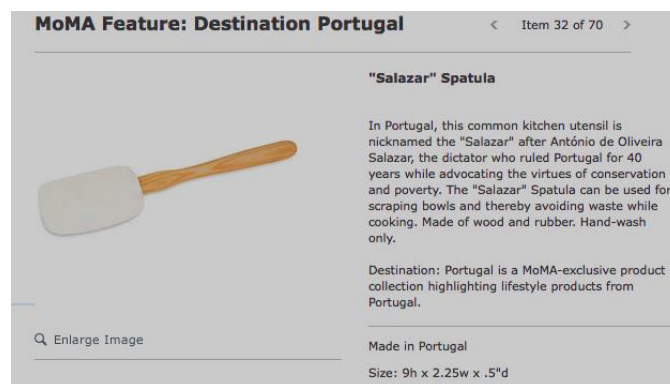 MoMA Feature: Destination Portugal
< Item 32 of 70 >
"Salazar" Spatula
In Portugal, this common kitchen utensil is
nicknamed the "Salazar" after António de Oliveira
Salazar, the dictator who ruled Portugal for 40
years while advocating the virtues of conservation
and poverty. The "Salazar" Spatula can be used for
scraping bowls and thereby avoiding waste while
cooking. Made of wood and rubber. Hand-wash
only.
Destination: Portugal is a MoMA-exclusive product
collection highlighting lifestyle products from
Portugal.
Enlarge Image
Made in Portugal
Size: 9h x 2.25w x .5"d